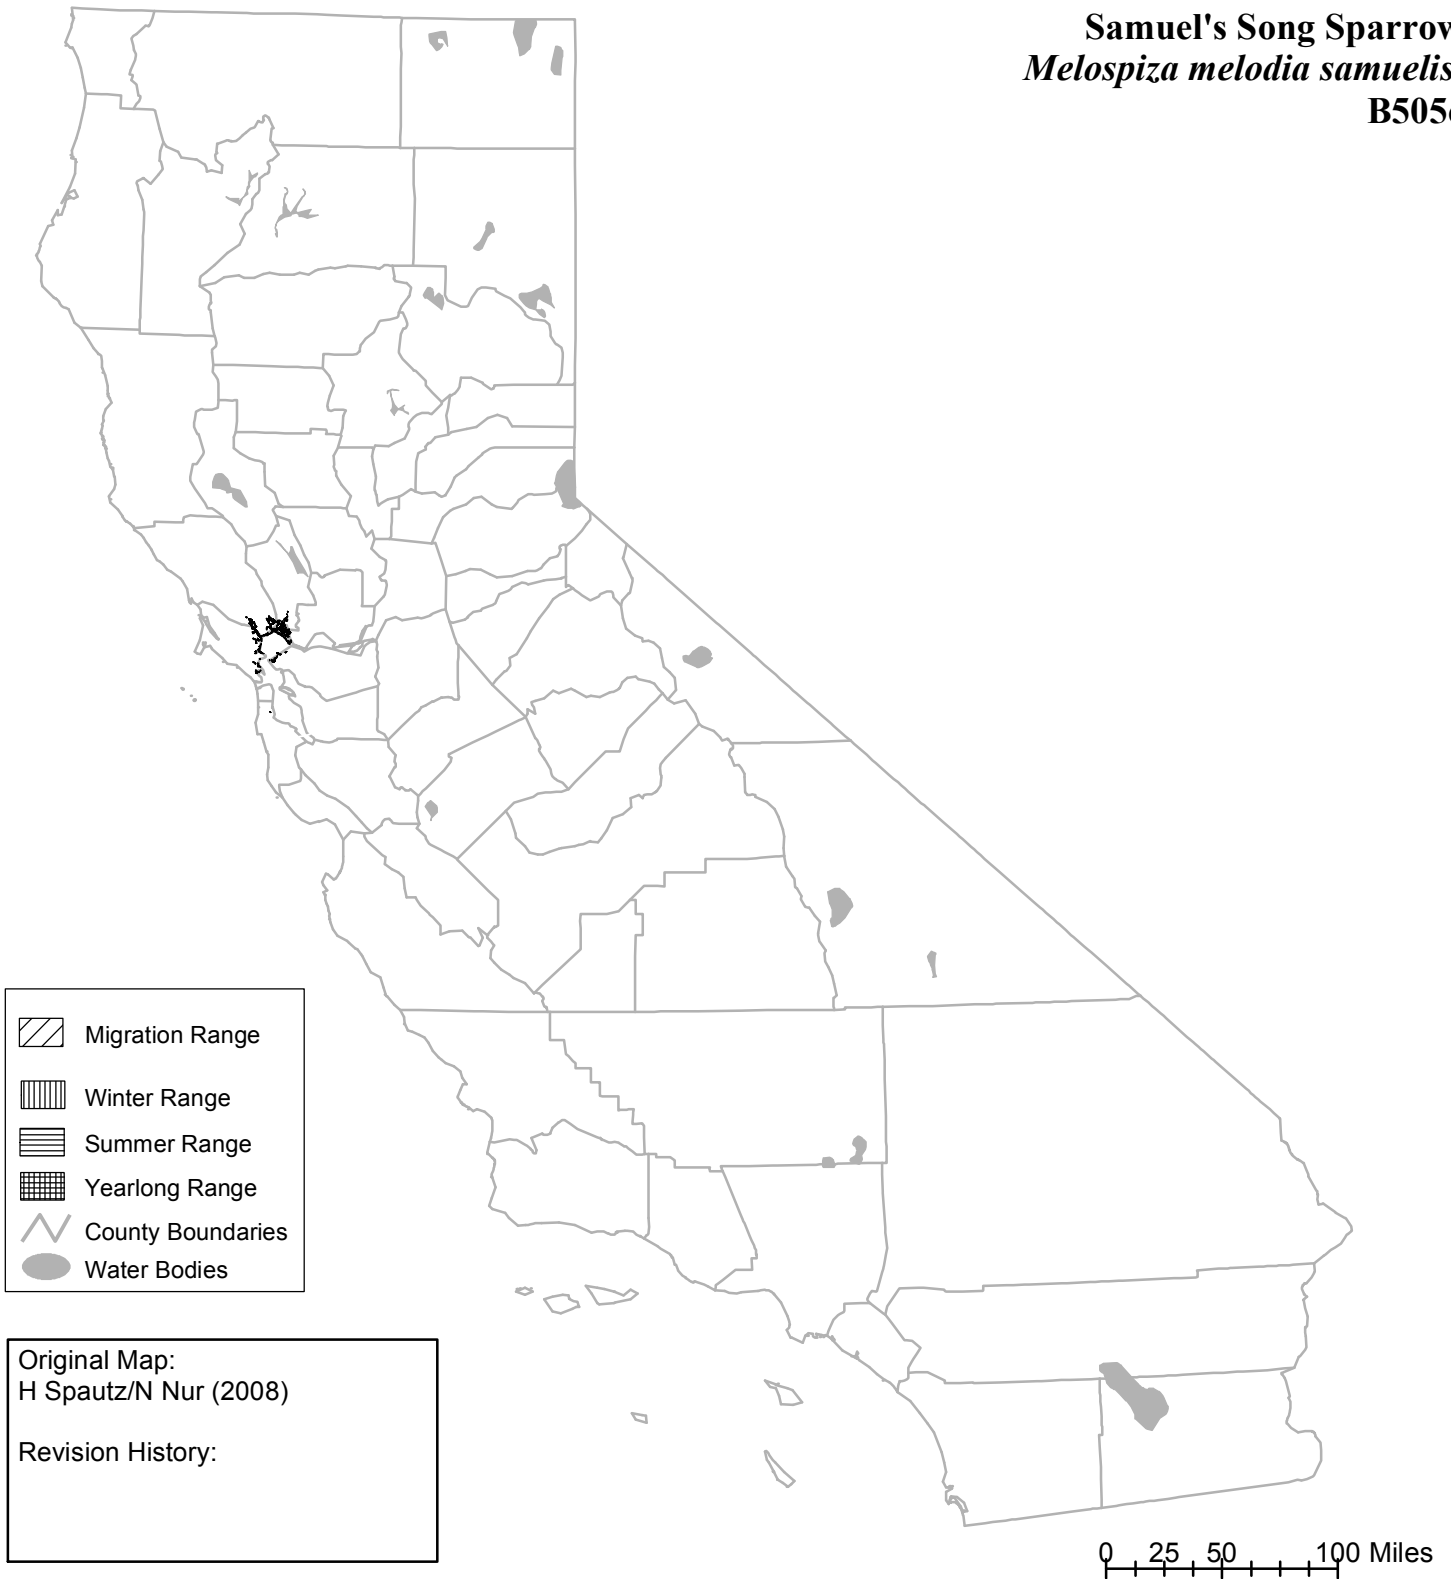 Samuel's Song Sparrow
Melospiza melodia samuelis
Migration Range
Winter Range
Summer Range
Yearlong Range
County Boundaries
Water Bodies
Original Map:
H Spautz/N Nur (2008)
Revision History:
0 25 50 100 Miles